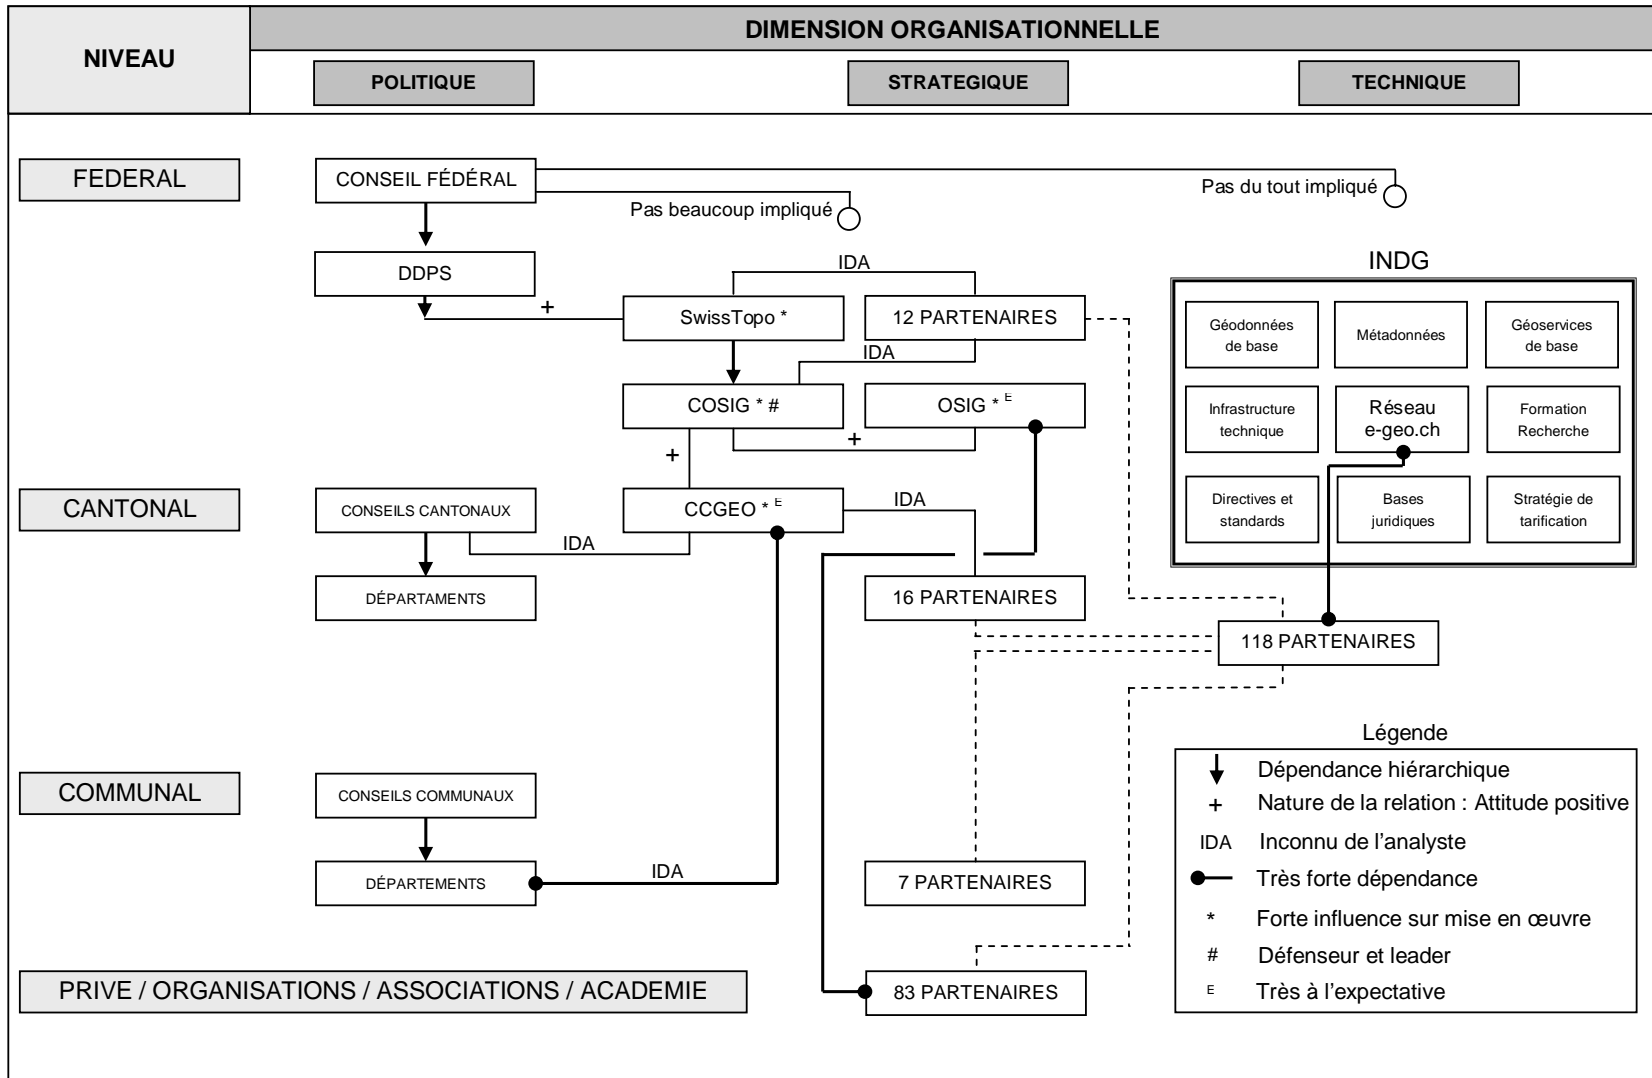 NIVEAU
DIMENSION ORGANISATIONNELLE
POLITIQUE
STRATEGIQUE
TECHNIQUE
FEDERAL
CONSEIL FÉDÉRAL
Pas du tout impliqué
Pas beaucoup impliqué
DDPS
IDA
INDG
+
SwissTopo *
12 PARTENAIRES
Géodonnées
de base
Métadonnées
Géoservices
de base
IDA
COSIG * #
OSIG * E
Infrastructure
technique
Réseau
e-geo.ch
Formation
Recherche
+
+
CANTONAL
CONSEILS CANTONAUX
CCGEO * E
IDA
Directives et
standards
Bases
juridiques
Stratégie de
tarification
IDA
DÉPARTAMENTS
16 PARTENAIRES
118 PARTENAIRES
COMMUNAL
CONSEILS COMMUNAUX
DÉPARTEMENTS
IDA
7 PARTENAIRES
PRIVE / ORGANISATIONS / ASSOCIATIONS / ACADEMIE
83 PARTENAIRES
Légende
Dépendance hiérarchique
+ Nature de la relation : Attitude positive
IDA Inconnu de l'analyste
Très forte dépendance
* Forte influence sur mise en œuvre
# Défenseur et leader
E Très à l'expectative